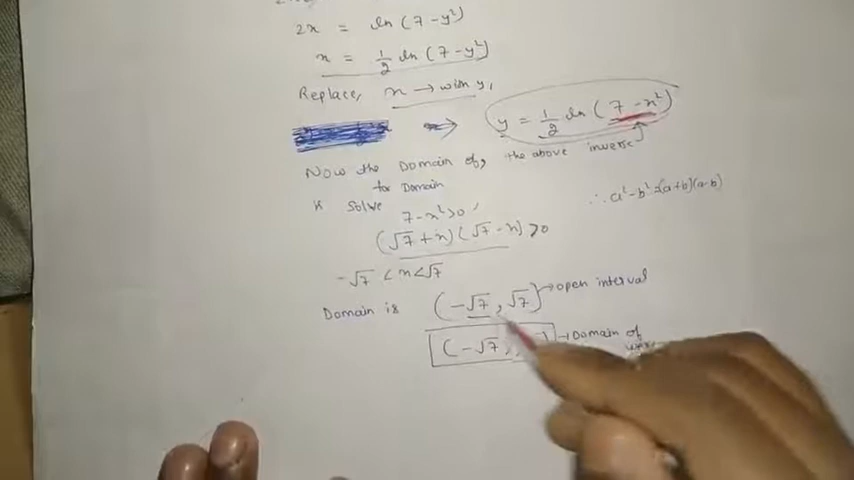 2x = ln (7-y²)
x = 1/2 ln (7-y²)
Replace, x → with y,
⇒ y = 1/2 ln (7-x²)
Now the Domain of, the above inverse
for Domain
Solve
7-x²>0
∴ a²-b²=(a+b)(a-b)
(√7+x) (√7-x) >0
-√7 < x < √7
Domain is (-√7, √7) → open interval
(-√7, → Domain of